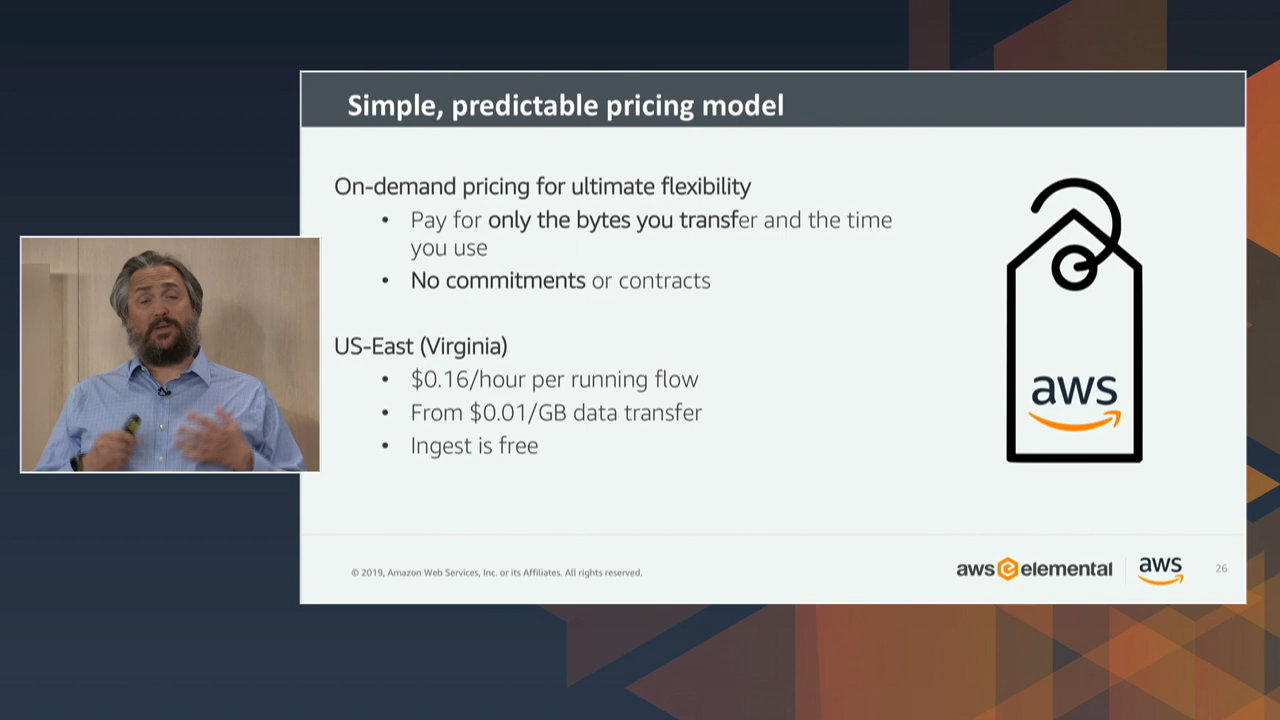 Simple, predictable pricing model
On-demand pricing for ultimate flexibility
• Pay for only the bytes you transfer and the time
you use
• No commitments or contracts
US-East (Virginia)
• $0.16/hour per running flow
• From $0.01/GB data transfer
• Ingest is free
aws
© 2019, Amazon Web Services, Inc. or its Affiliates. All rights reserved.
aws elemental
aws
26